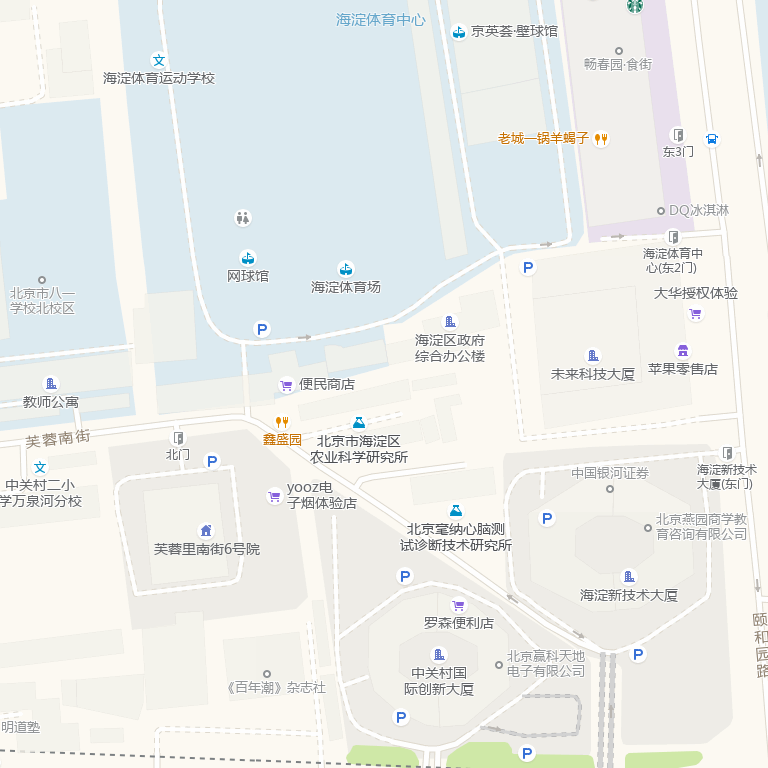 海淀体育中心
京英荟·壁球馆
海淀体育运动学校
畅春园·食街
老城一锅羊蝎子
东3门
DQ冰淇淋
海淀体育中
心(东2门)
网球馆
海淀体育场
北京市八一
学校北校区
大华授权体验
P
P
海淀区政府
综合办公楼
未来科技大厦
苹果零售店
便民商店
教师公寓
芙蓉南街
北门
鑫盛园
北京市海淀区
农业科学研究所
中关村二小
学万泉河分校
P
yooz电
子烟体验店
中国银河证券
海淀新技术
大厦(东门)
P
北京燕园商学教
育咨询有限公司
芙蓉里南街6号院
北京毫纳心脑测
试诊断技术研究所
P
海淀新技术大厦
罗森便利店
颐和园路
P
北京赢科天地
电子有限公司
中关村国
际创新大厦
《百年潮》杂志社
P
明道塾
P
文
文